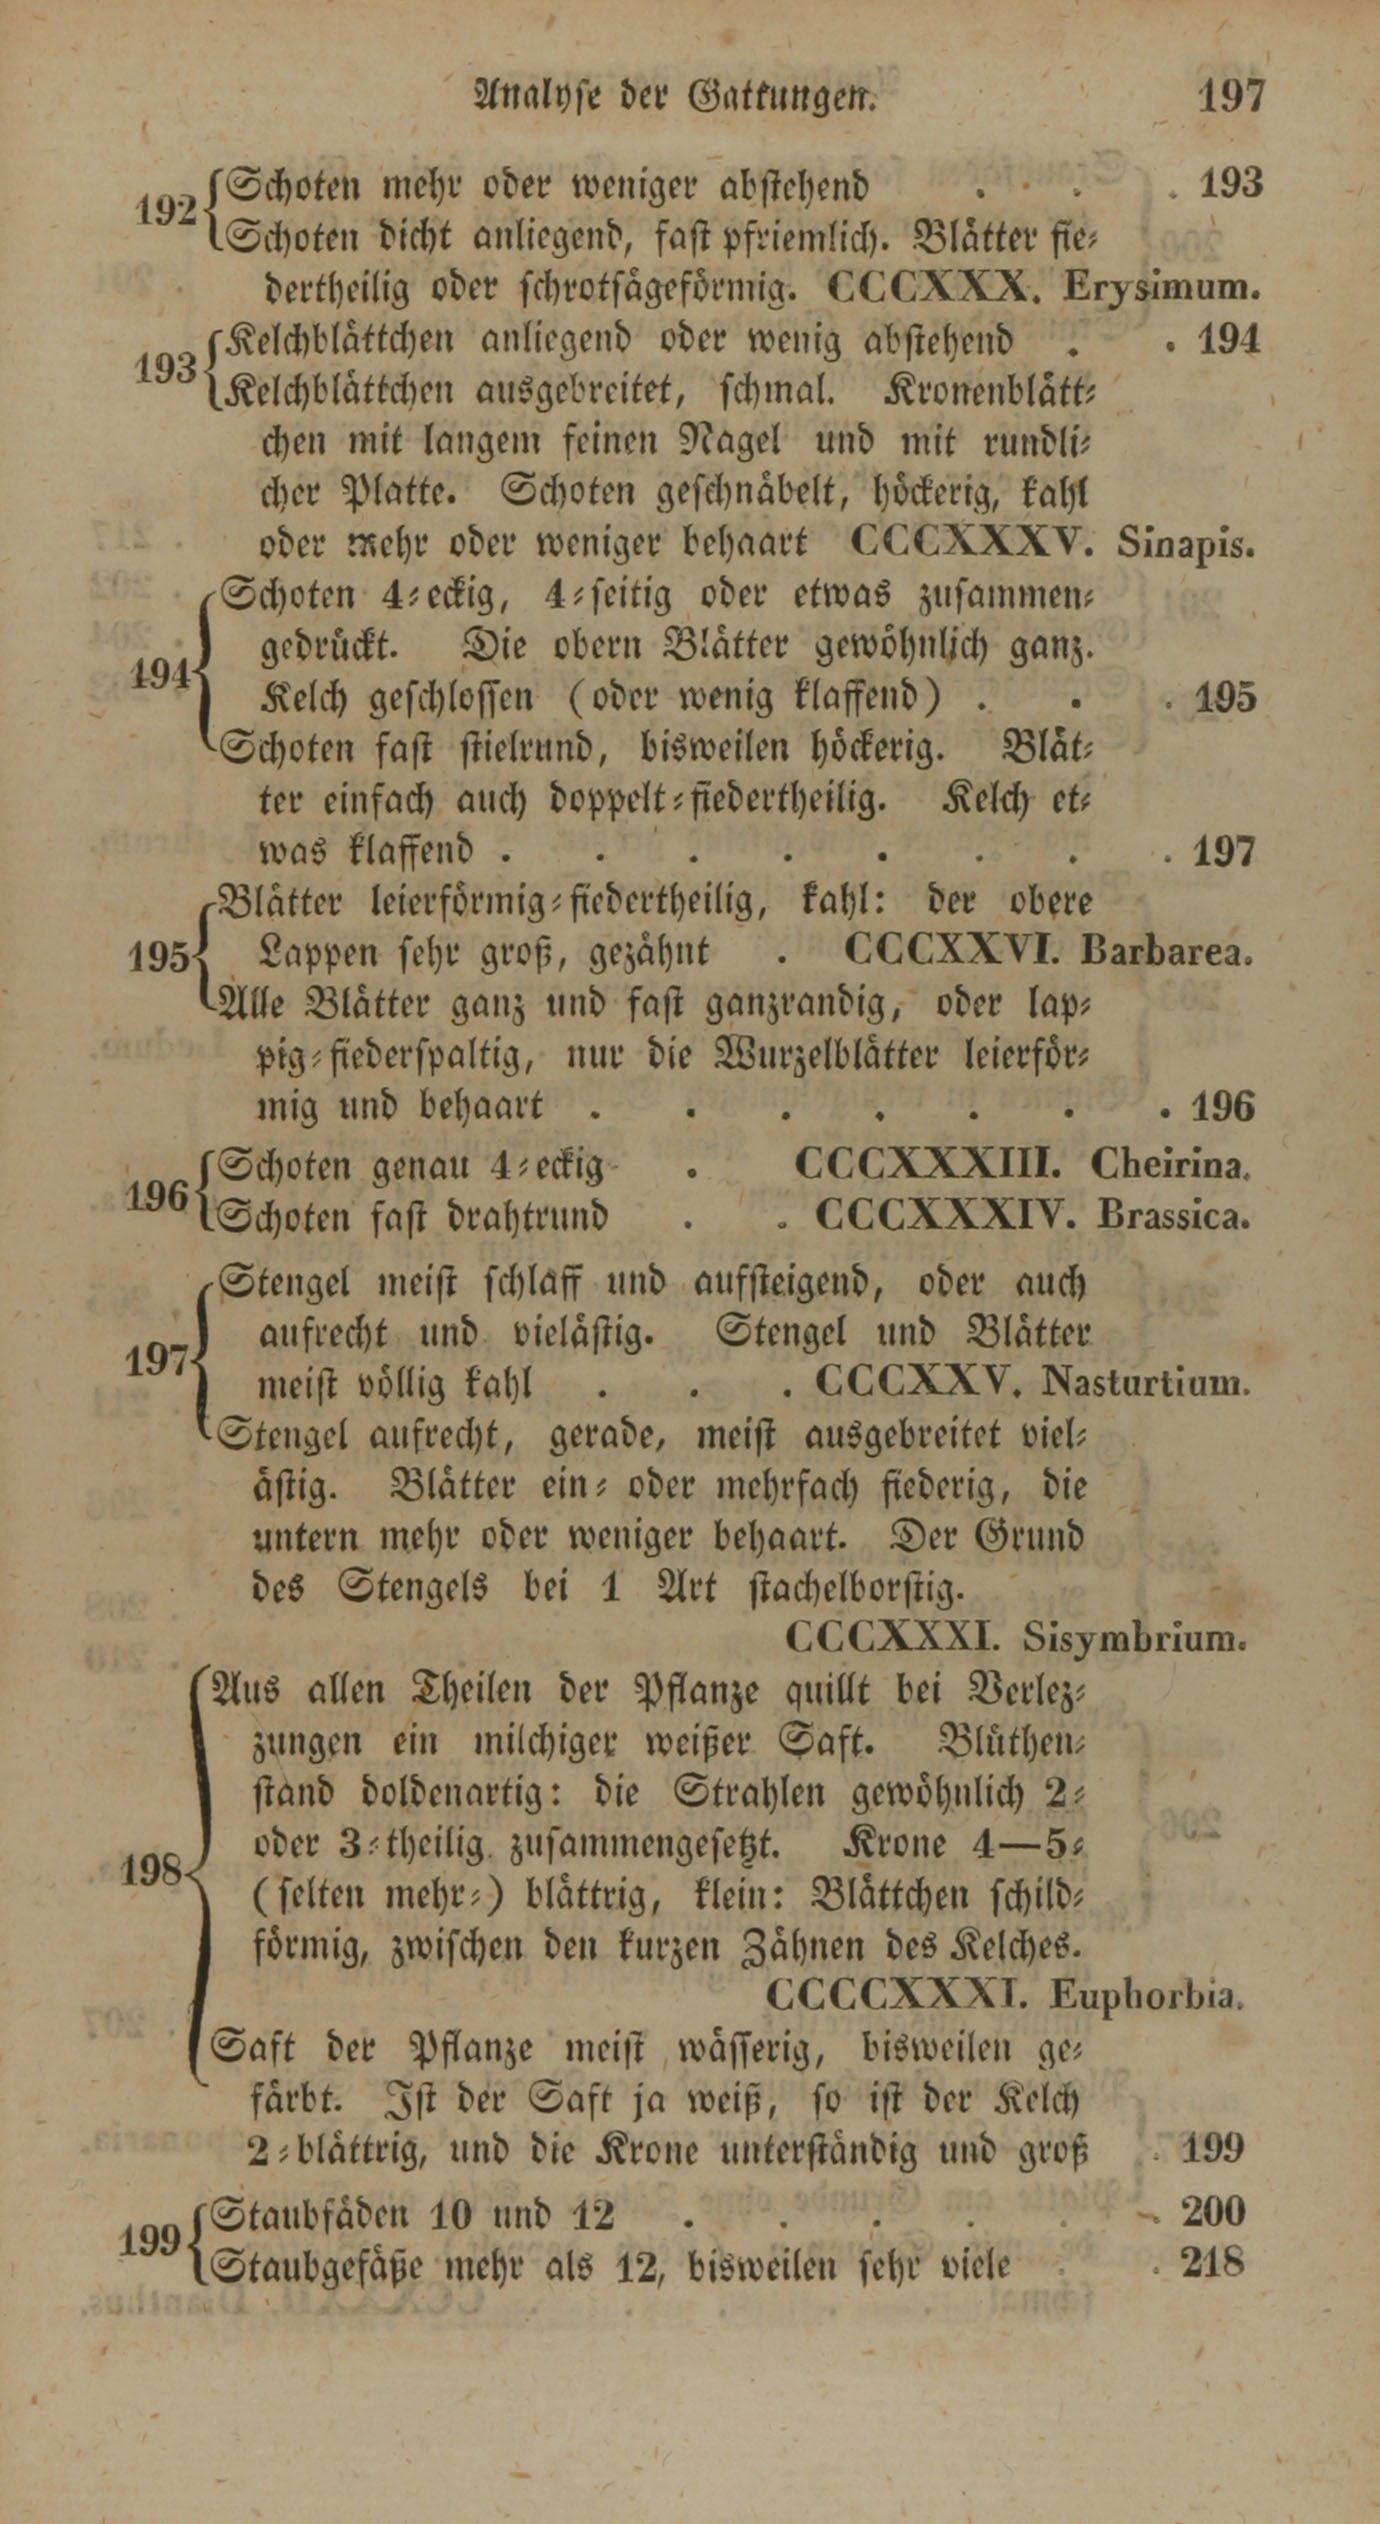 Analyse der Gattungen. 197
192 Schoten mehr oder weniger abstehend . . . 193
Schoten dicht anliegend, fast pfriemlich. Blätter fie-
dertheilig oder schrotsägeförmig. CCCXXX. Erysimum.
193 Kelchblättchen anliegend oder wenig abstehend . . 194
Kelchblättchen ausgebreitet, schmal. Kronenblätt-
chen mit langem feinen Nagel und mit rundli-
cher Platte. Schoten geschnäbelt, höckerig, kahl
oder mehr oder weniger behaart CCCXXXV. Sinapis.
194 Schoten 4-eckig, 4-seitig oder etwas zusammen-
gedrückt. Die obern Blätter gewöhnlich ganz.
Kelch geschlossen (oder wenig klaffend) . . . 195
Schoten fast stielrund, bisweilen höckerig. Blät-
ter einfach auch doppelt-fiedertheilig. Kelch et-
was klaffend . . . . . . . . 197
195 Blätter leierförmig-fiedertheilig, kahl: der obere
Lappen sehr groß, gezähnt . CCCXXVI. Barbarea.
Alle Blätter ganz und fast ganzrandig, oder lap-
pig-fiederspaltig, nur die Wurzelblätter leierför-
mig und behaart . . . . . . . 196
196 Schoten genau 4-eckig . CCCXXXIII. Cheirina.
Schoten fast drahtrund . . CCCXXXIV. Brassica.
197 Stengel meist schlaff und aufsteigend, oder auch
aufrecht und vielästig. Stengel und Blätter
meist völlig kahl . . . CCCXXV. Nasturtium.
Stengel aufrecht, gerade, meist ausgebreitet viel-
ästig. Blätter ein- oder mehrfach fiederig, die
untern mehr oder weniger behaart. Der Grund
des Stengels bei 1 Art stachelborstig.
CCCXXXI. Sisymbrium.
198 Aus allen Theilen der Pflanze quillt bei Verlez-
zungen ein milchiger weißer Saft. Blüthen-
stand doldenartig: die Strahlen gewöhnlich 2-
oder 3-theilig zusammengesetzt. Krone 4—5-
(selten mehr-) blättrig, klein: Blättchen schild-
förmig, zwischen den kurzen Zähnen des Kelches.
CCCCXXXI. Euphorbia.
Saft der Pflanze meist wässerig, bisweilen ge-
färbt. Ist der Saft ja weiß, so ist der Kelch
2-blättrig, und die Krone unterständig und groß . 199
199 Staubfäden 10 und 12 . . . . . . 200
Staubgefäße mehr als 12, bisweilen sehr viele . . 218